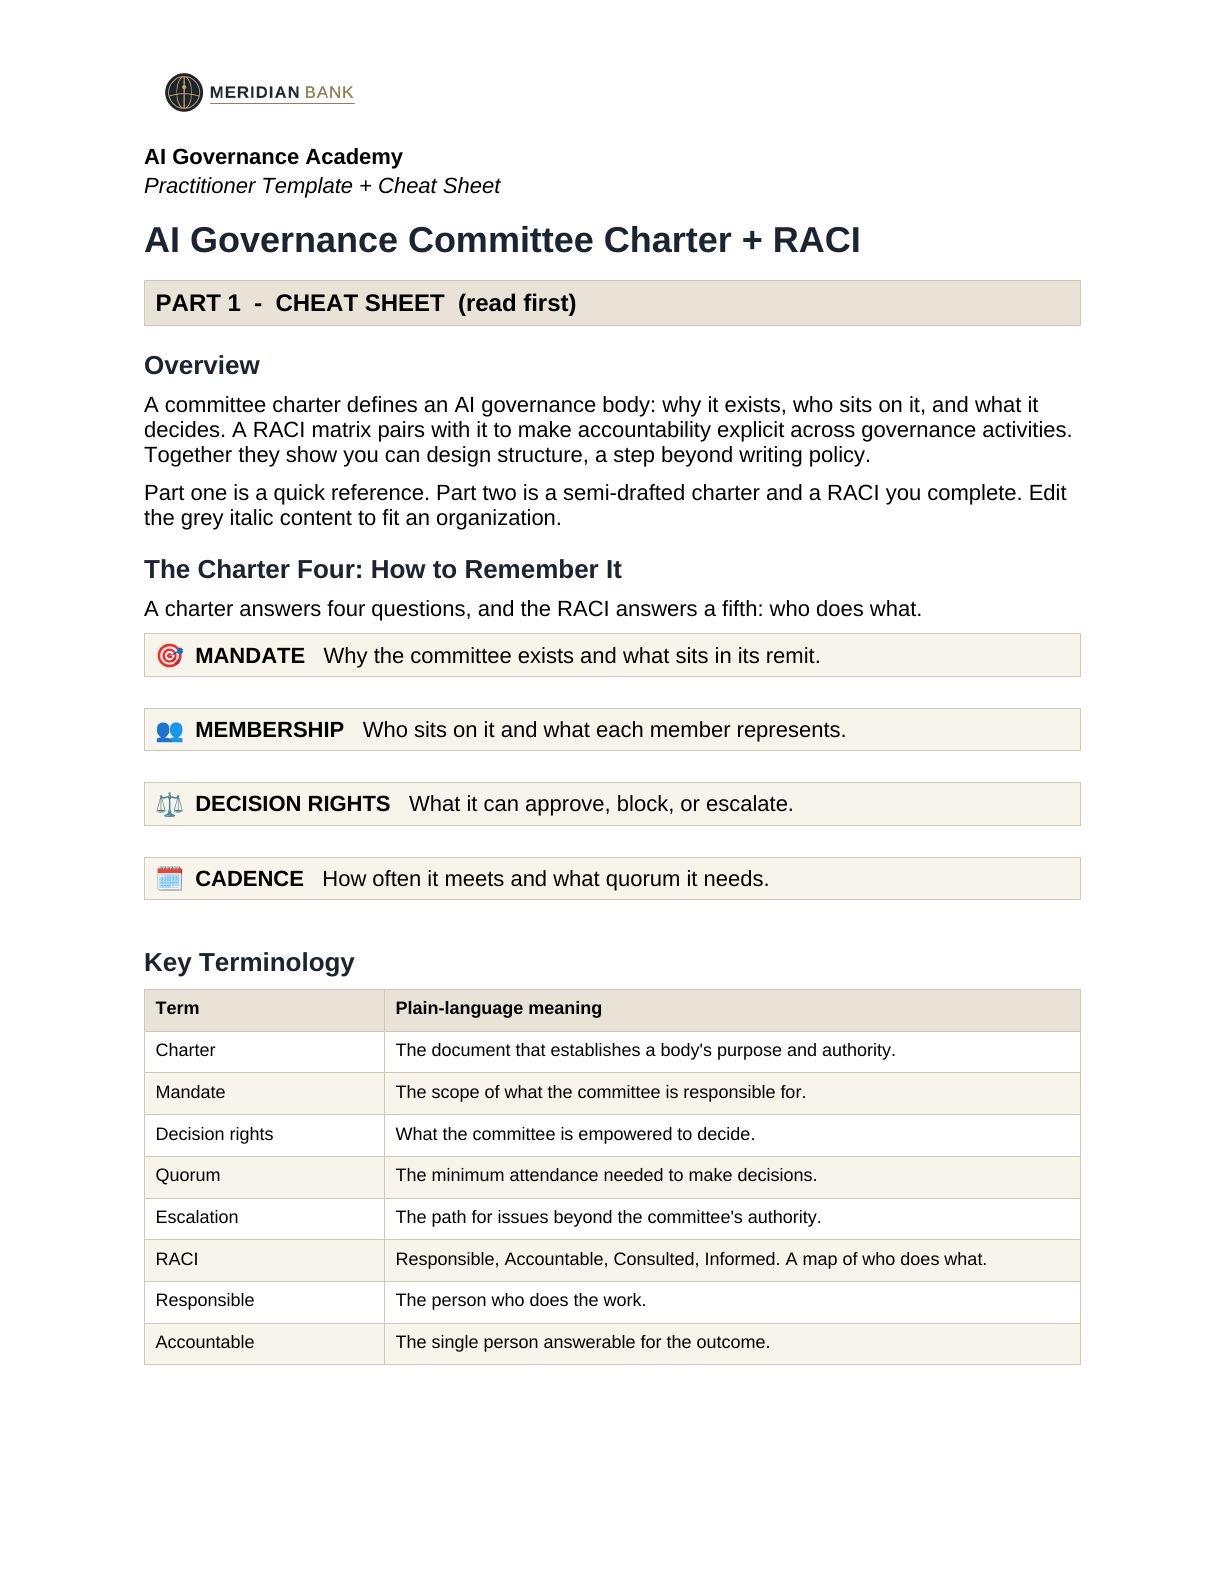 MERIDIAN BANK
AI Governance Academy
Practitioner Template + Cheat Sheet
AI Governance Committee Charter + RACI
PART 1 - CHEAT SHEET (read first)
Overview
A committee charter defines an AI governance body: why it exists, who sits on it, and what it
decides. A RACI matrix pairs with it to make accountability explicit across governance activities.
Together they show you can design structure, a step beyond writing policy.
Part one is a quick reference. Part two is a semi-drafted charter and a RACI you complete. Edit
the grey italic content to fit an organization.
The Charter Four: How to Remember It
A charter answers four questions, and the RACI answers a fifth: who does what.
MANDATE Why the committee exists and what sits in its remit.
MEMBERSHIP Who sits on it and what each member represents.
DECISION RIGHTS What it can approve, block, or escalate.
CADENCE How often it meets and what quorum it needs.
Key Terminology
Term Plain-language meaning
Charter The document that establishes a body's purpose and authority.
Mandate The scope of what the committee is responsible for.
Decision rights What the committee is empowered to decide.
Quorum The minimum attendance needed to make decisions.
Escalation The path for issues beyond the committee's authority.
RACI Responsible, Accountable, Consulted, Informed. A map of who does what.
Responsible The person who does the work.
Accountable The single person answerable for the outcome.